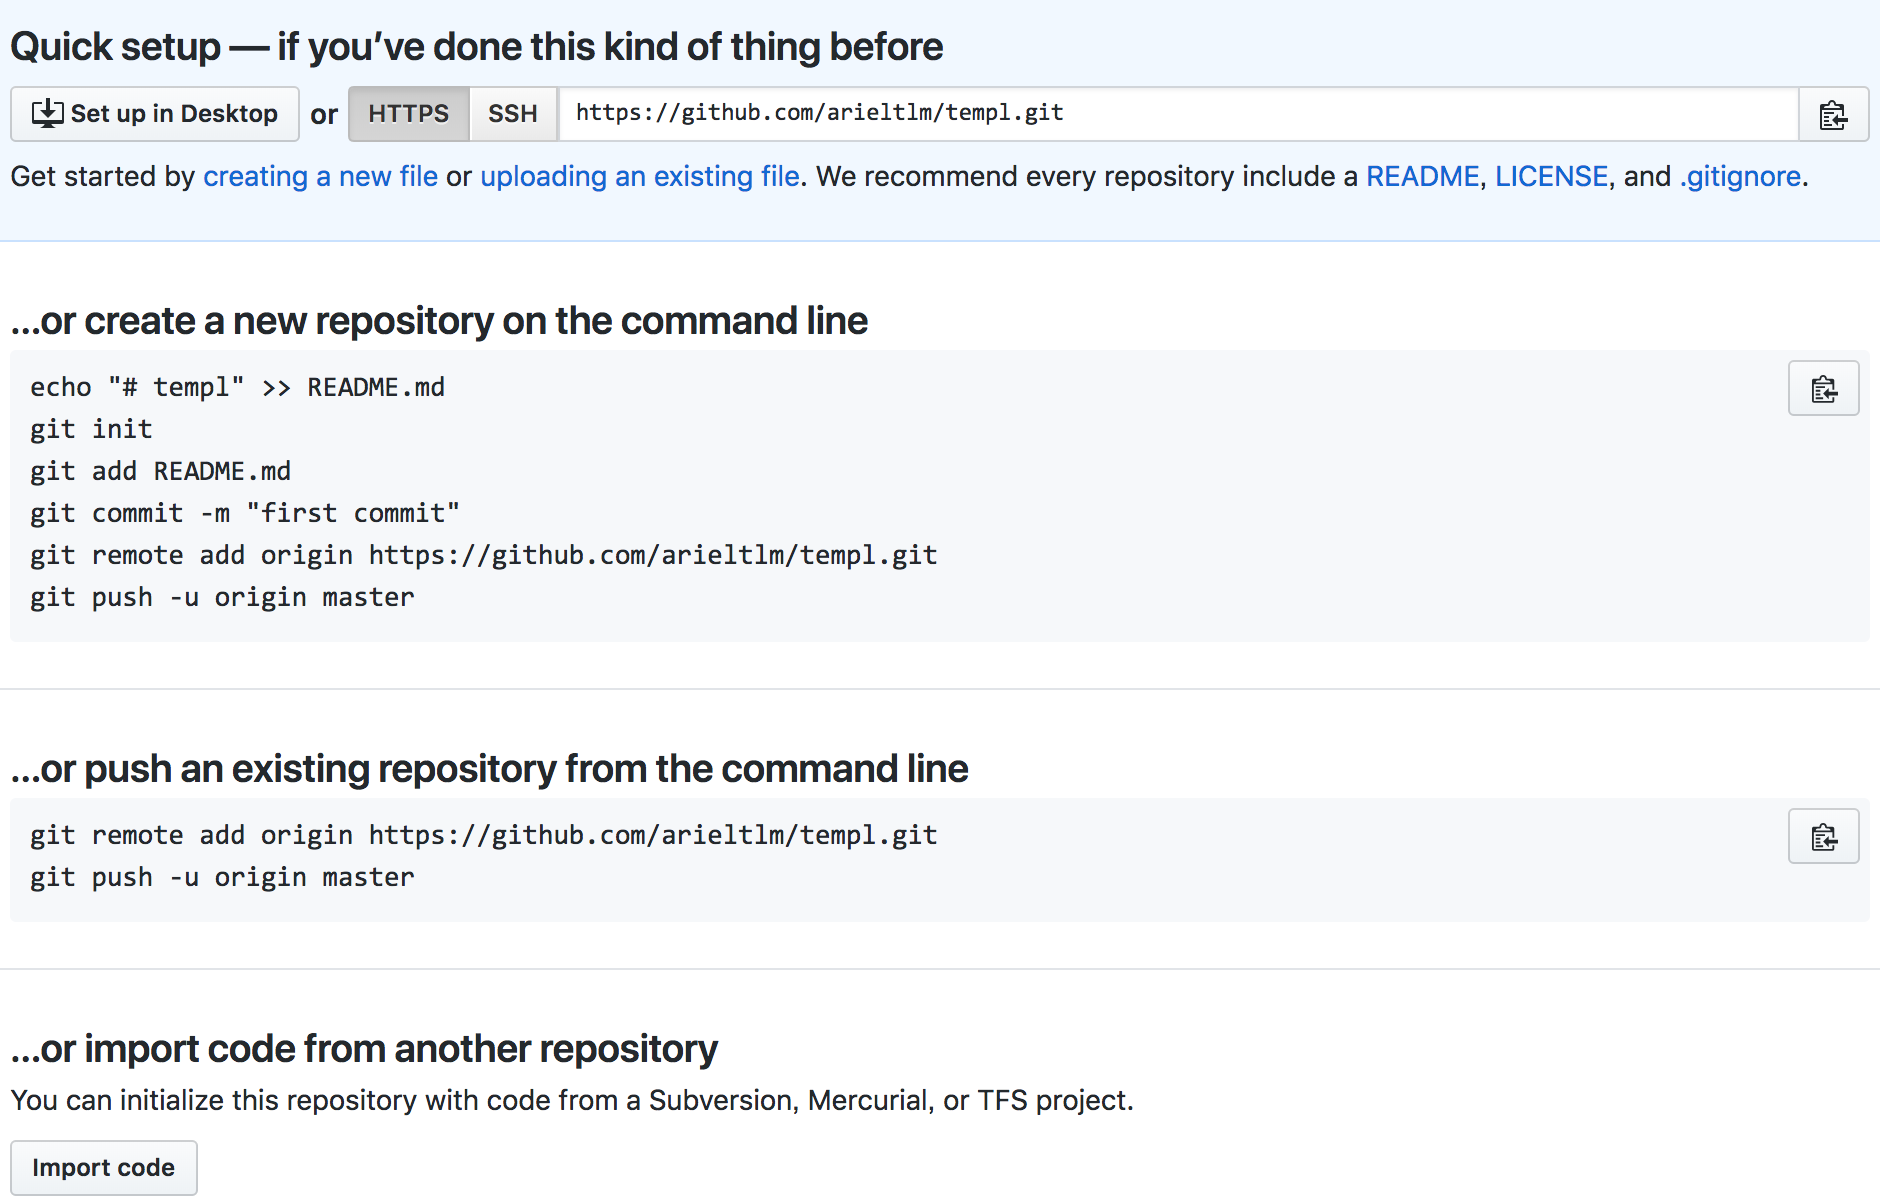 Quick setup — if you’ve done this kind of thing before
Set up in Desktop or HTTPS SSH https://github.com/arieltlm/templ.git
Get started by creating a new file or uploading an existing file. We recommend every repository include a README, LICENSE, and .gitignore.
…or create a new repository on the command line
echo "# templ" >> README.md
git init
git add README.md
git commit -m "first commit"
git remote add origin https://github.com/arieltlm/templ.git
git push -u origin master
…or push an existing repository from the command line
git remote add origin https://github.com/arieltlm/templ.git
git push -u origin master
…or import code from another repository
You can initialize this repository with code from a Subversion, Mercurial, or TFS project.
Import code